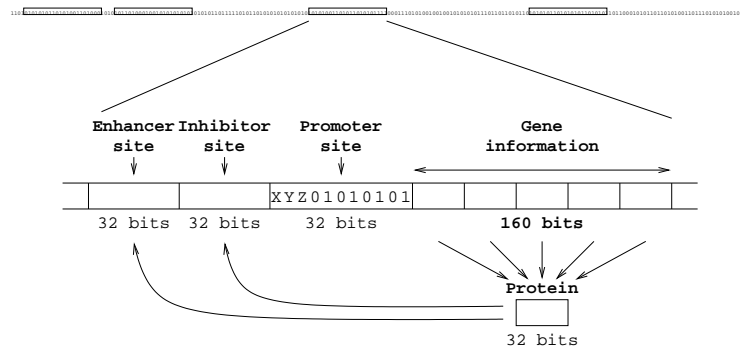 Enhancer Inhibitor Promoter Gene
site site site information
XYZ01010101
32 bits 32 bits 32 bits 160 bits
Protein
32 bits